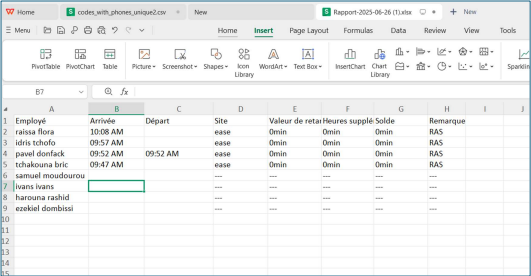 Home codes_with_phones_unique2.csv New Rapport-2025-06-26 (1).xlsx New
Menu Home Insert Page Layout Formulas Data Review View Tools
PivotTable PivotChart Table Picture Screenshot Shapes Icon Library WordArt Text Box InsertChart Chart Library Sparklin
B7 fx
A B C D E F G H I J
1 Employé Arrivée Départ Site Valeur de retar Heures supplé Solde Remarque
2 raissa flora 10:08 AM ease 0min 0min 0min RAS
3 idris tchofo 09:57 AM ease 0min 0min 0min RAS
4 pavel donfack 09:52 AM 09:52 AM ease 0min 0min 0min RAS
5 tchakouna bric 09:47 AM ease 0min 0min 0min RAS
6 samuel moudourou --- --- --- --- ---
7 ivans ivans --- --- --- --- ---
8 harouna rashid --- --- --- --- ---
9 ezekiel dombissi --- --- --- --- ---
10
11
12
13
14
15